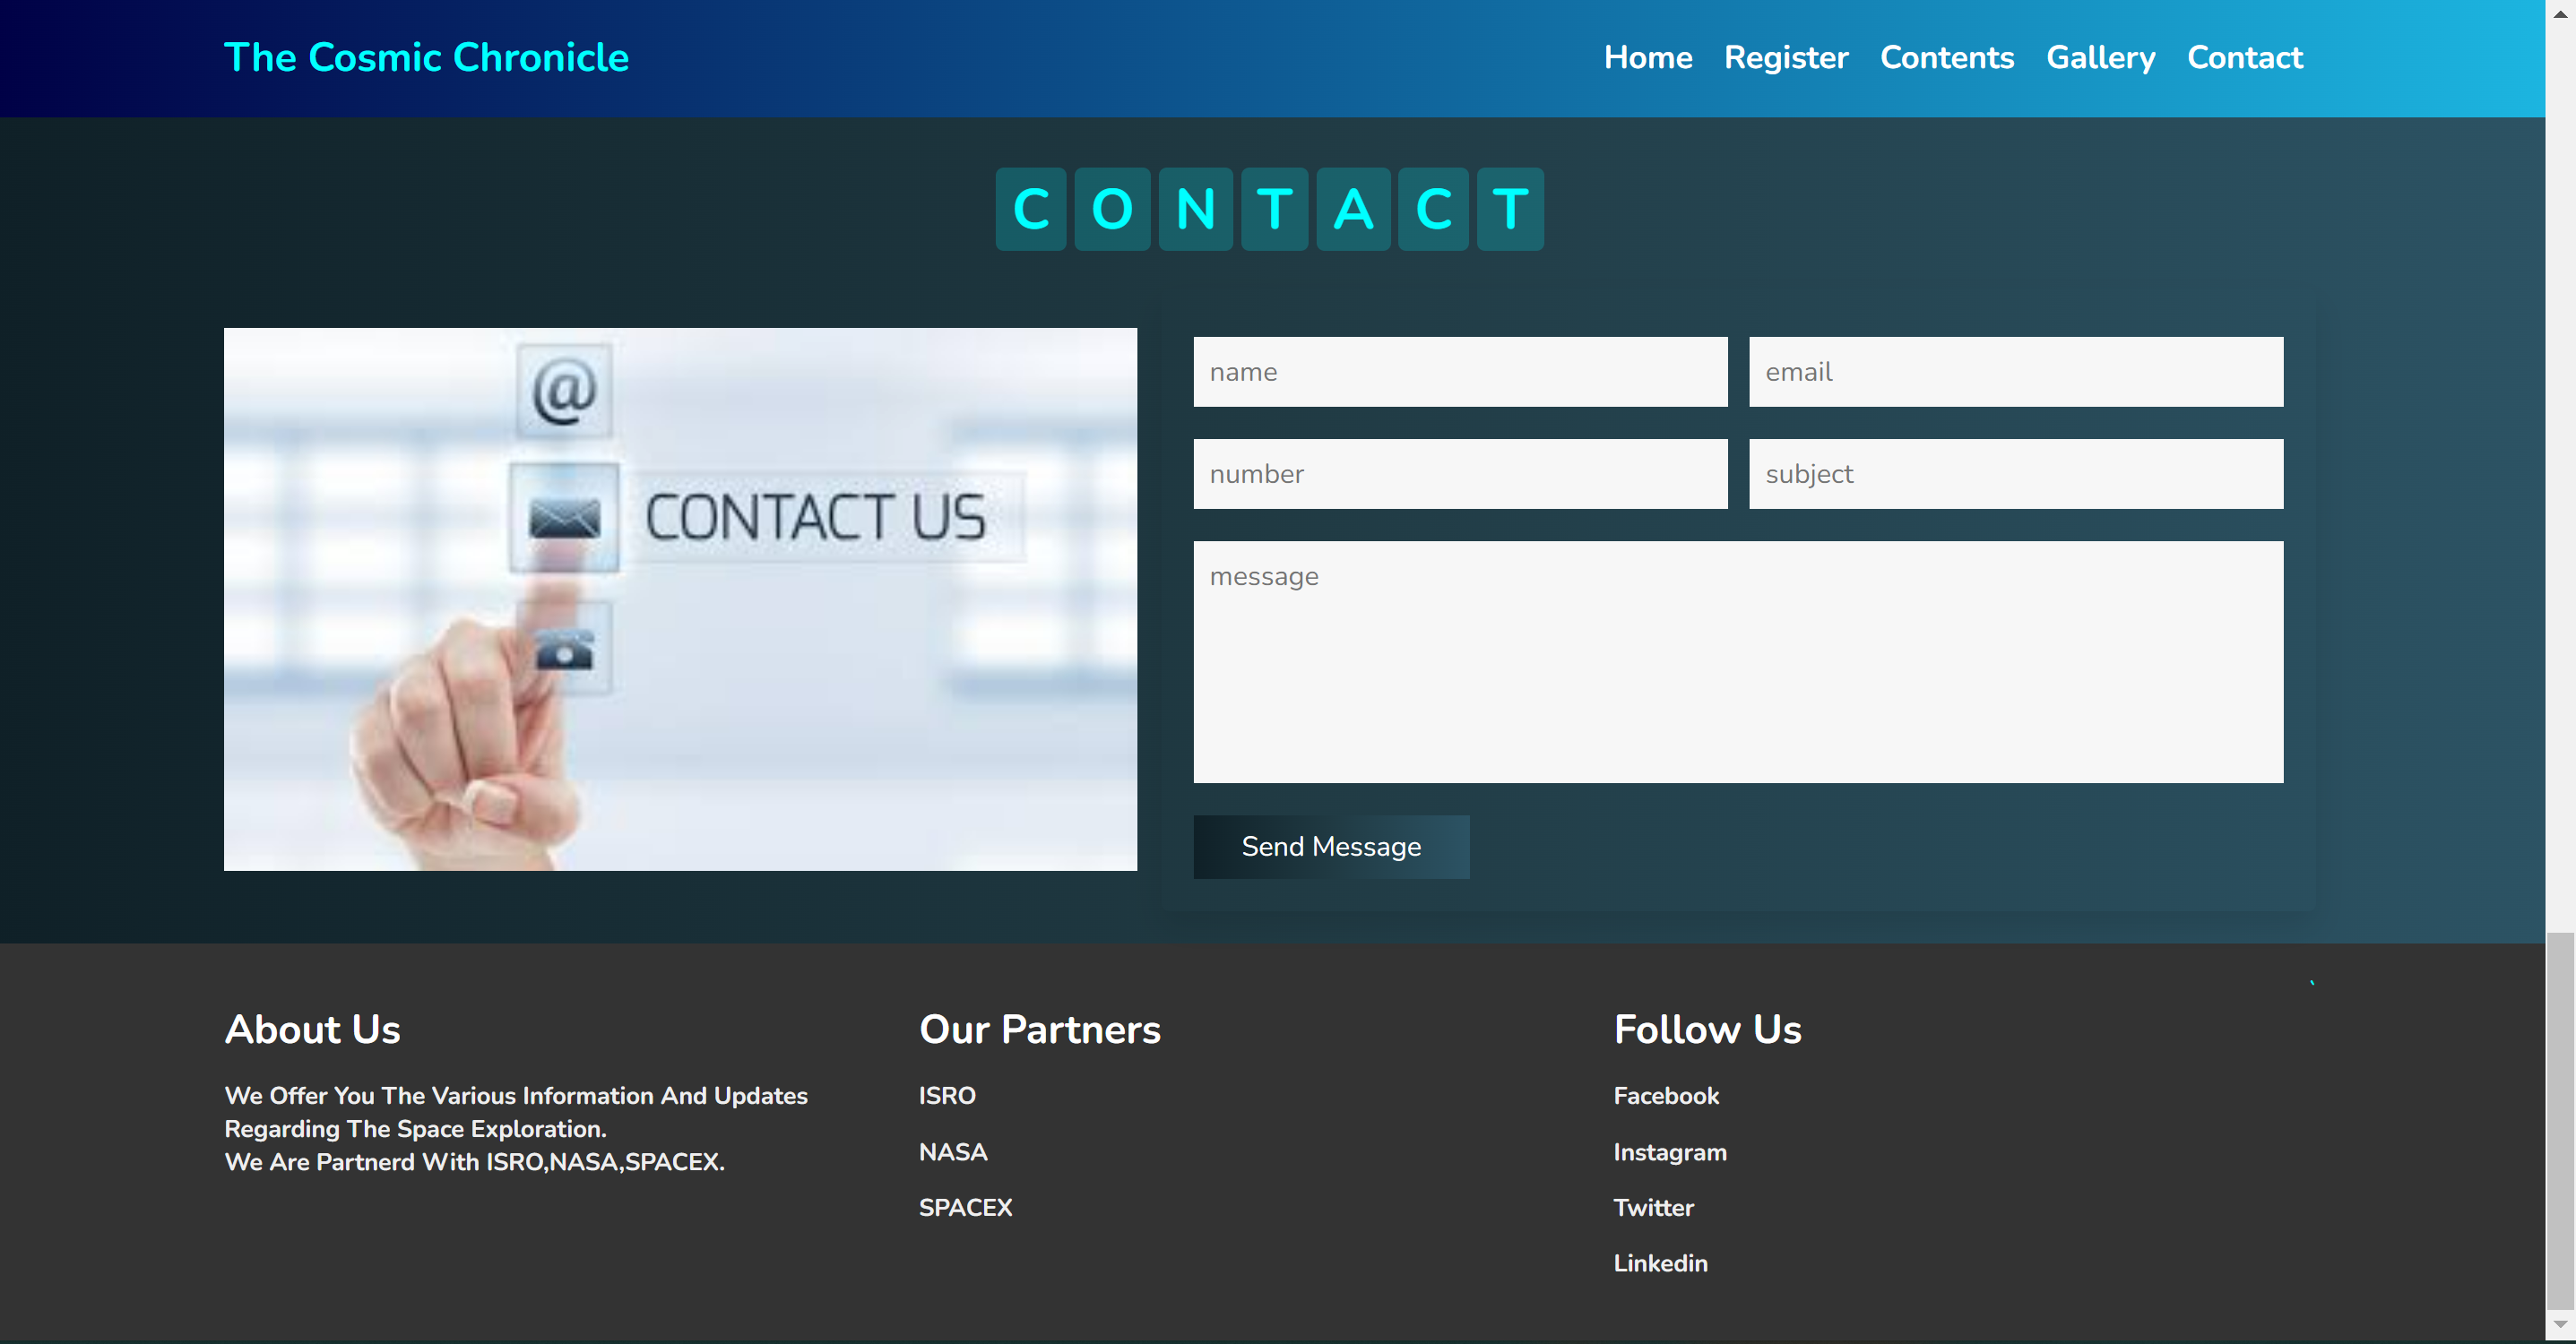 The Cosmic Chronicle
Home Register Contents Gallery Contact
CONTACT
@
CONTACT US
name
email
number
subject
message
Send Message
`
About Us
We Offer You The Various Information And Updates
Regarding The Space Exploration.
We Are Partnerd With ISRO,NASA,SPACEX.
Our Partners
ISRO
NASA
SPACEX
Follow Us
Facebook
Instagram
Twitter
Linkedin